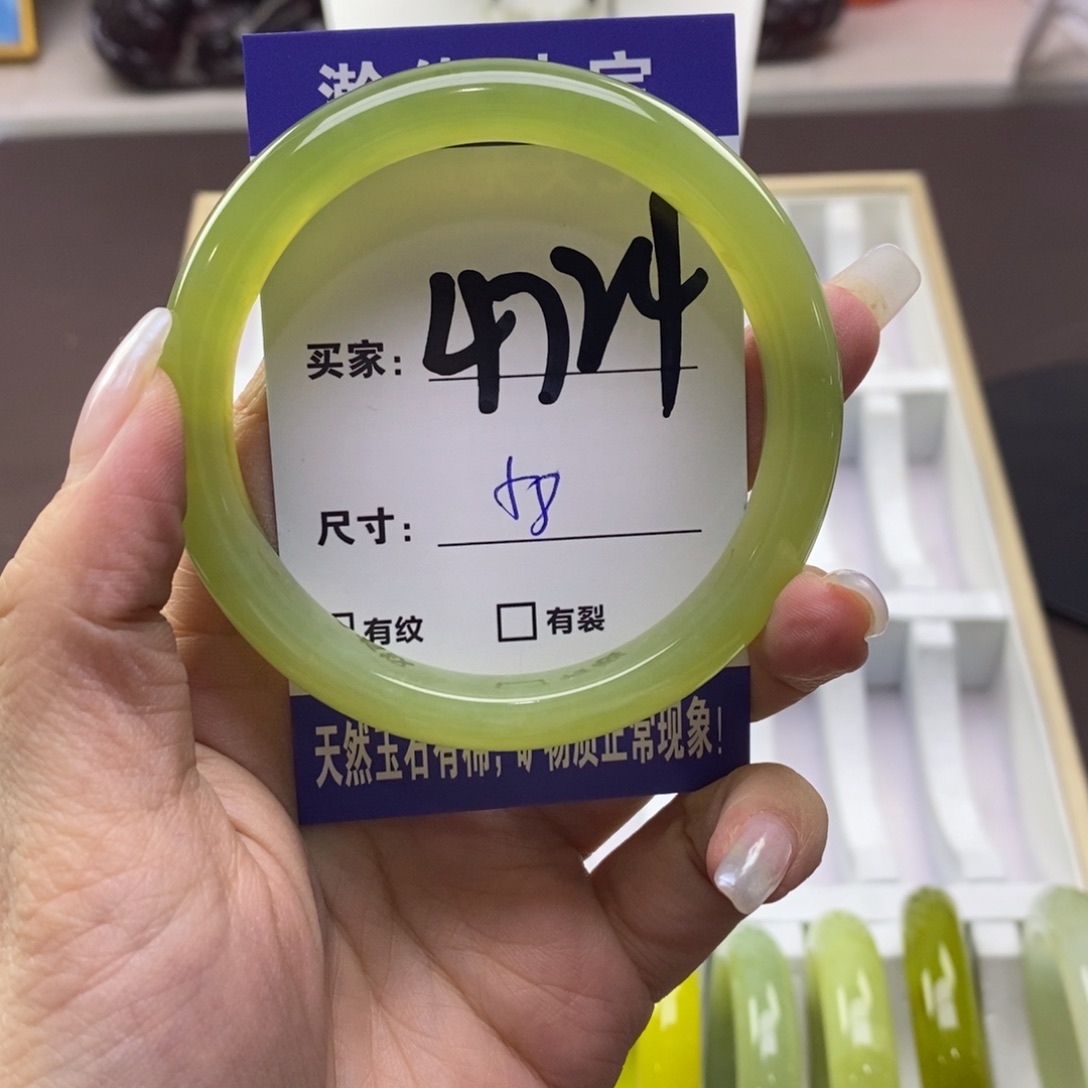 买家: 4724
尺寸: 58
有纹 □有裂
天然玉石有棉,矿物质正常现象!